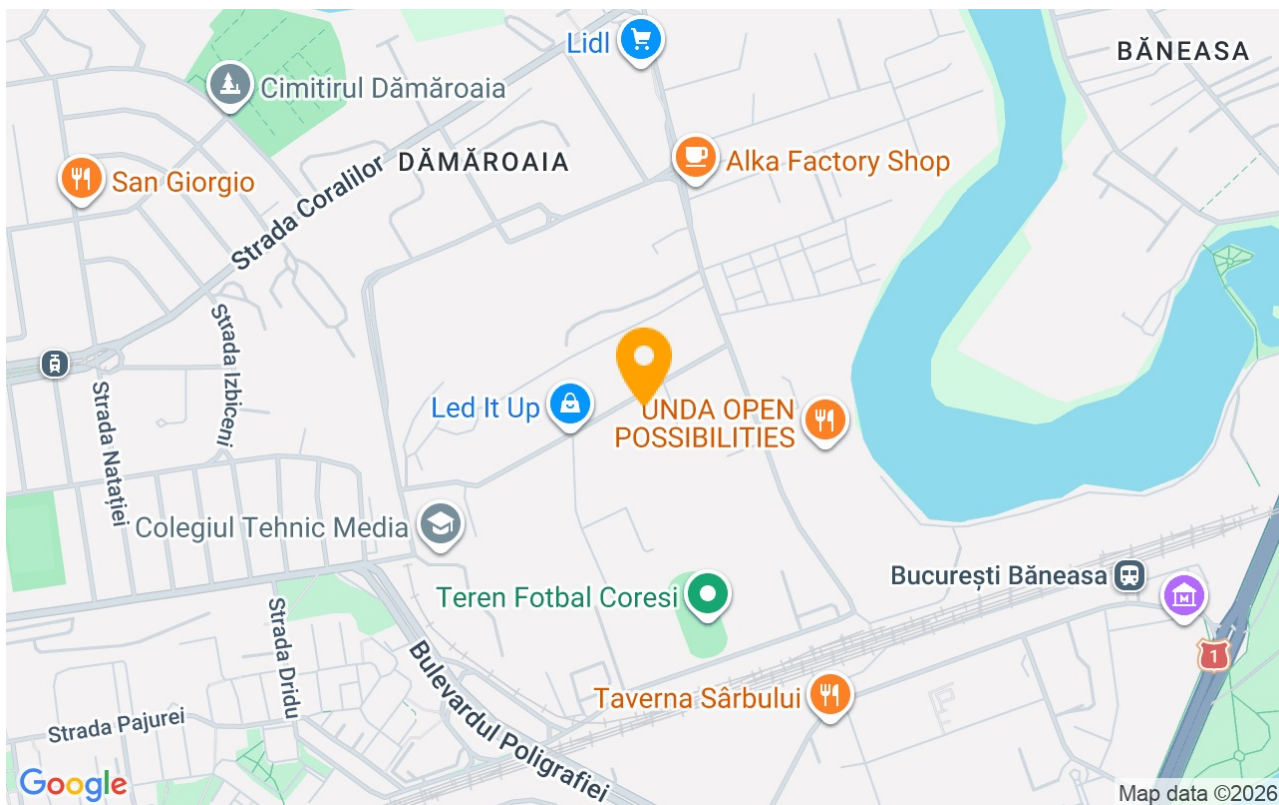 Lidl
BĂNEASA
Cimitirul Dămăroaia
DĂMĂROAIA
Alka Factory Shop
San Giorgio
Strada Coralilor
Strada Izbiceni
Strada Natației
Led It Up
UNDA OPEN
POSSIBILITIES
Colegiul Tehnic Media
București Băneasa
M
Teren Fotbal Coresi
1
Strada Dridu
Bulevardul Poligrafiei
Taverna Sârbului
Strada Pajurei
Google
Map data ©2026